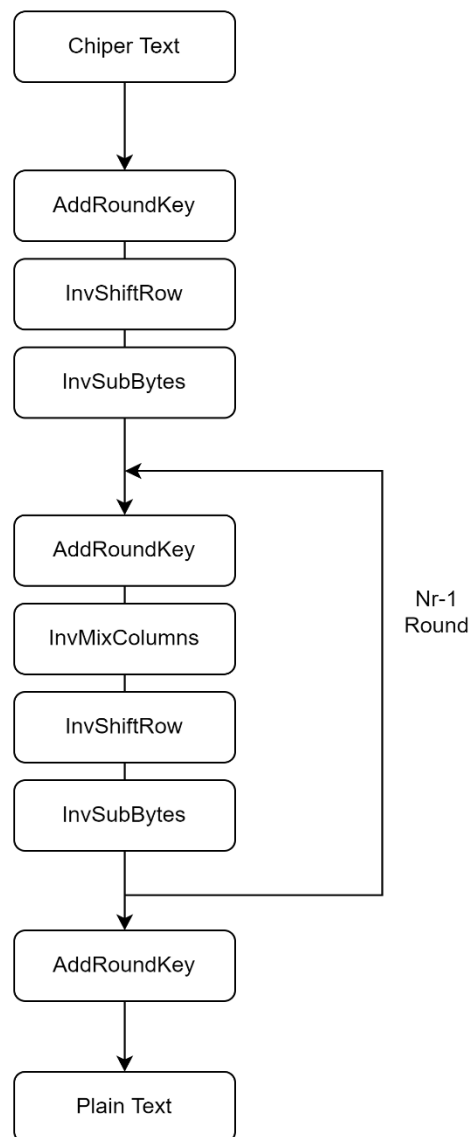 Chiper Text
AddRoundKey
InvShiftRow
InvSubBytes
AddRoundKey
InvMixColumns
InvShiftRow
InvSubBytes
Nr-1
Round
AddRoundKey
Plain Text